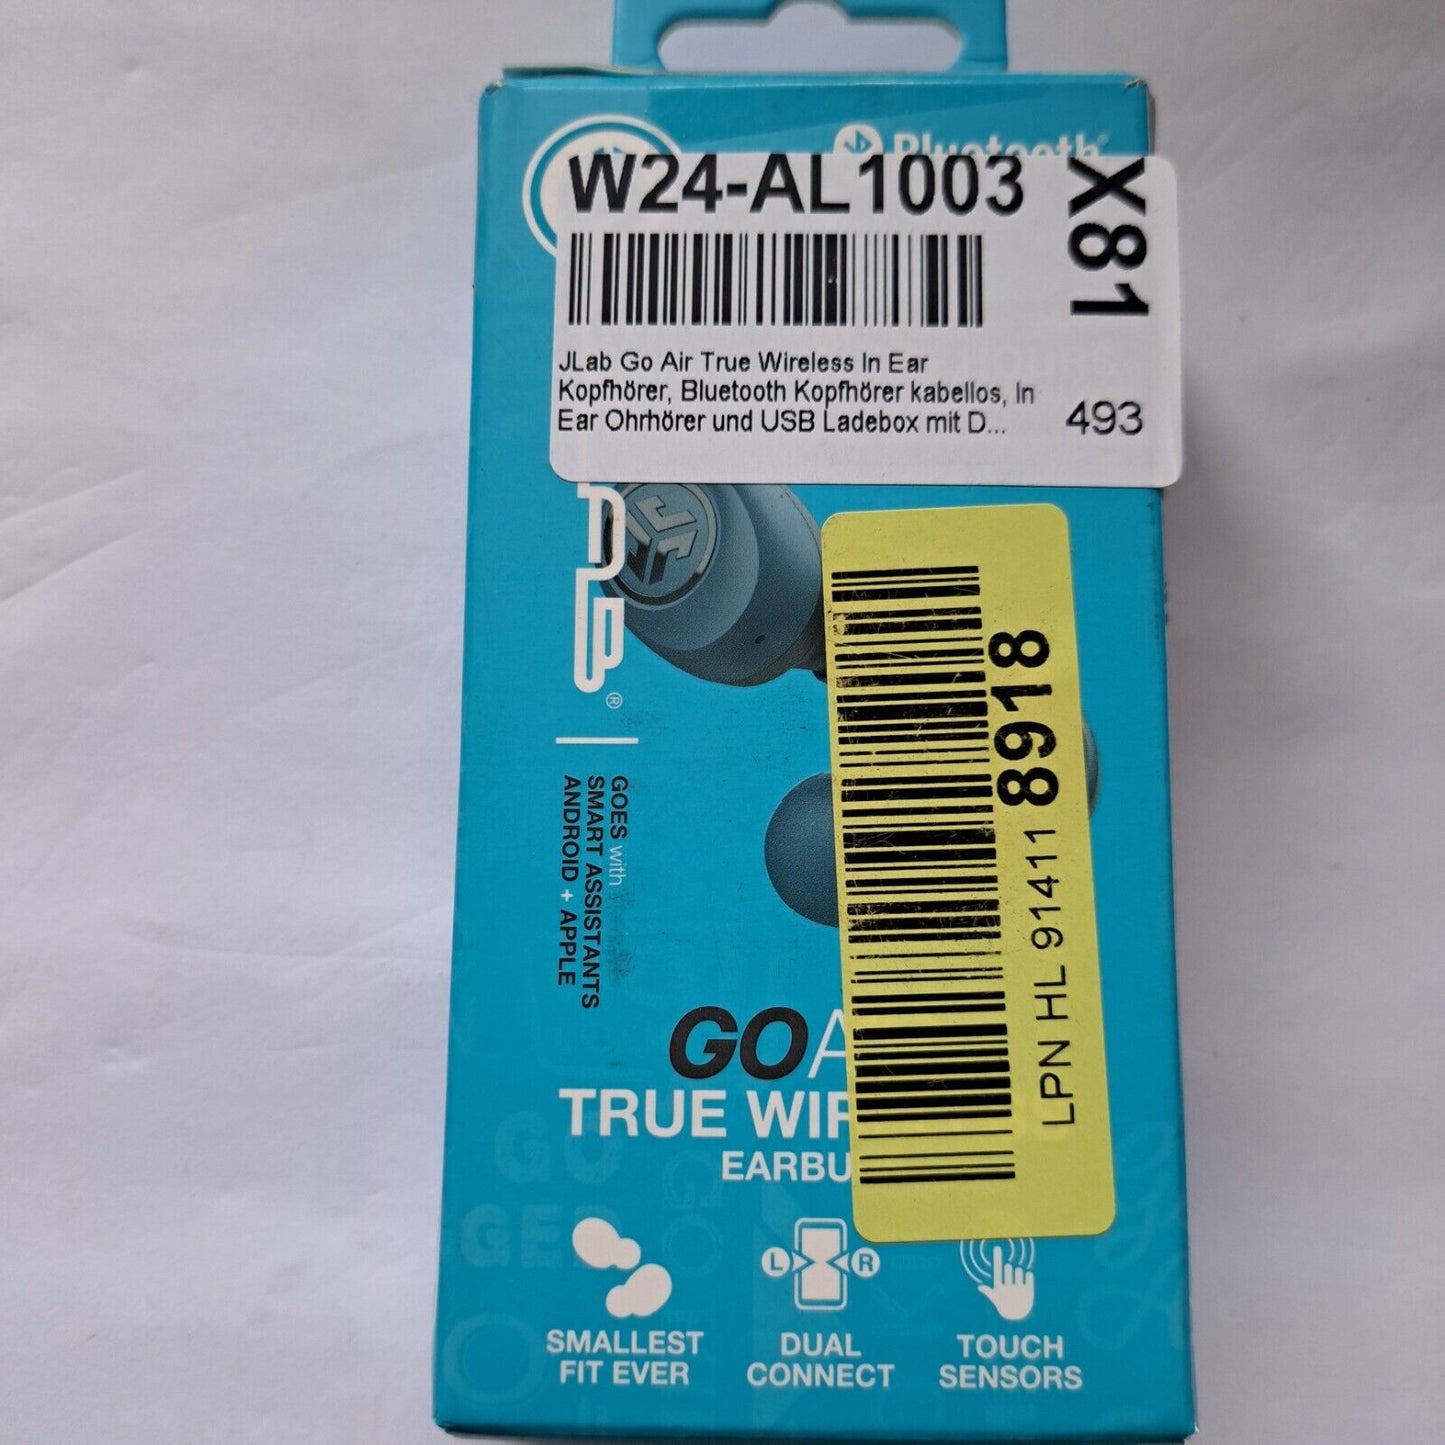 Bluetooth®
W24-AL1003
X81
JLab Go Air True Wireless In Ear
Kopfhörer, Bluetooth Kopfhörer kabellos, In
Ear Ohrhörer und USB Ladebox mit D...
493
®
GOES with
SMART ASSISTANTS
ANDROID + APPLE
LPN HL 91411 8918
GO
TRUE
L
R
SMALLEST
FIT EVER
DUAL
CONNECT
TOUCH
SENSORS